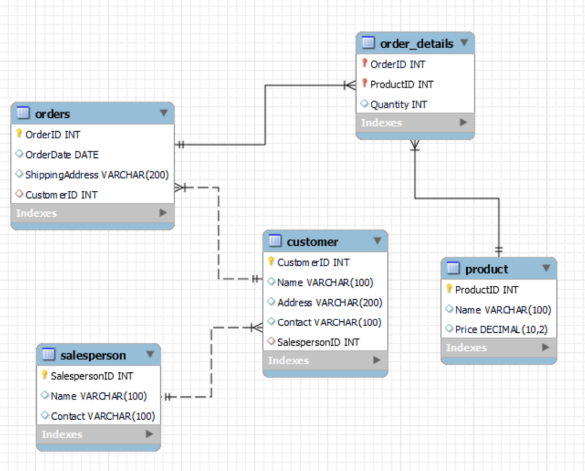 order_details
OrderID INT
ProductID INT
Quantity INT
Indexes
orders
OrderID INT
OrderDate DATE
ShippingAddress VARCHAR(200)
CustomerID INT
Indexes
customer
CustomerID INT
Name VARCHAR(100)
Address VARCHAR(200)
Contact VARCHAR(100)
SalespersonID INT
Indexes
product
ProductID INT
Name VARCHAR(100)
Price DECIMAL(10,2)
Indexes
salesperson
SalespersonID INT
Name VARCHAR(100)
Contact VARCHAR(100)
Indexes